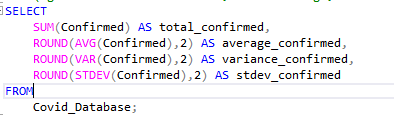 SELECT
SUM(Confirmed) AS total_confirmed,
ROUND(AVG(Confirmed),2) AS average_confirmed,
ROUND(VAR(Confirmed),2) AS variance_confirmed,
ROUND(STDEV(Confirmed),2) AS stdev_confirmed
FROM
Covid_Database;